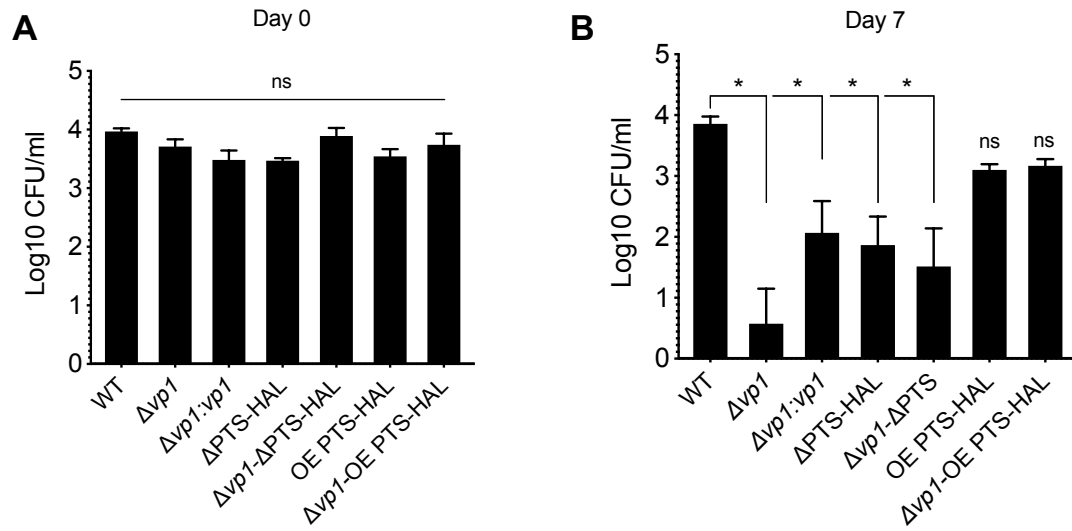 A
Day 0
Log10 CFU/ml
5
4
3
2
1
0
ns
WT
Δvp1
Δvp1:vp1
ΔPTS-HAL
Δvp1-ΔPTS-HAL
OE PTS-HAL
Δvp1-OE PTS-HAL
B
Day 7
Log10 CFU/ml
5
4
3
2
1
0
* * * *
ns ns
WT
Δvp1
Δvp1:vp1
ΔPTS-HAL
Δvp1-ΔPTS
OE PTS-HAL
Δvp1-OE PTS-HAL